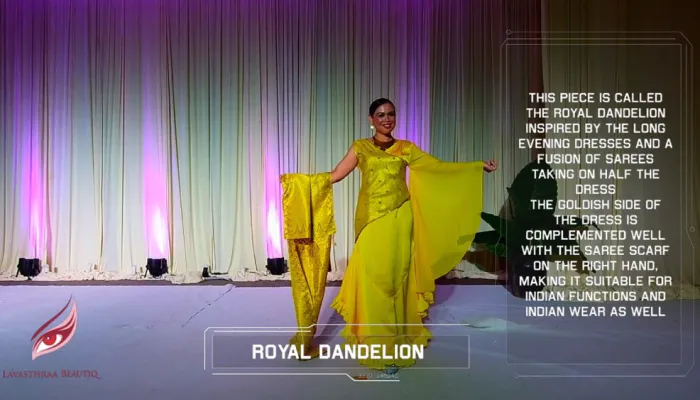 THIS PIECE IS CALLED
THE ROYAL DANDELION
INSPIRED BY THE LONG
EVENING DRESSES AND A
FUSION OF SAREES
TAKING ON HALF THE
DRESS
THE GOLDISH SIDE OF
THE DRESS IS
COMPLEMENTED WELL
WITH THE SAREE SCARF
ON THE RIGHT HAND,
MAKING IT SUITABLE FOR
INDIAN FUNCTIONS AND
INDIAN WEAR AS WELL
ROYAL DANDELION
LAVASTHRAA BEAUTIQ